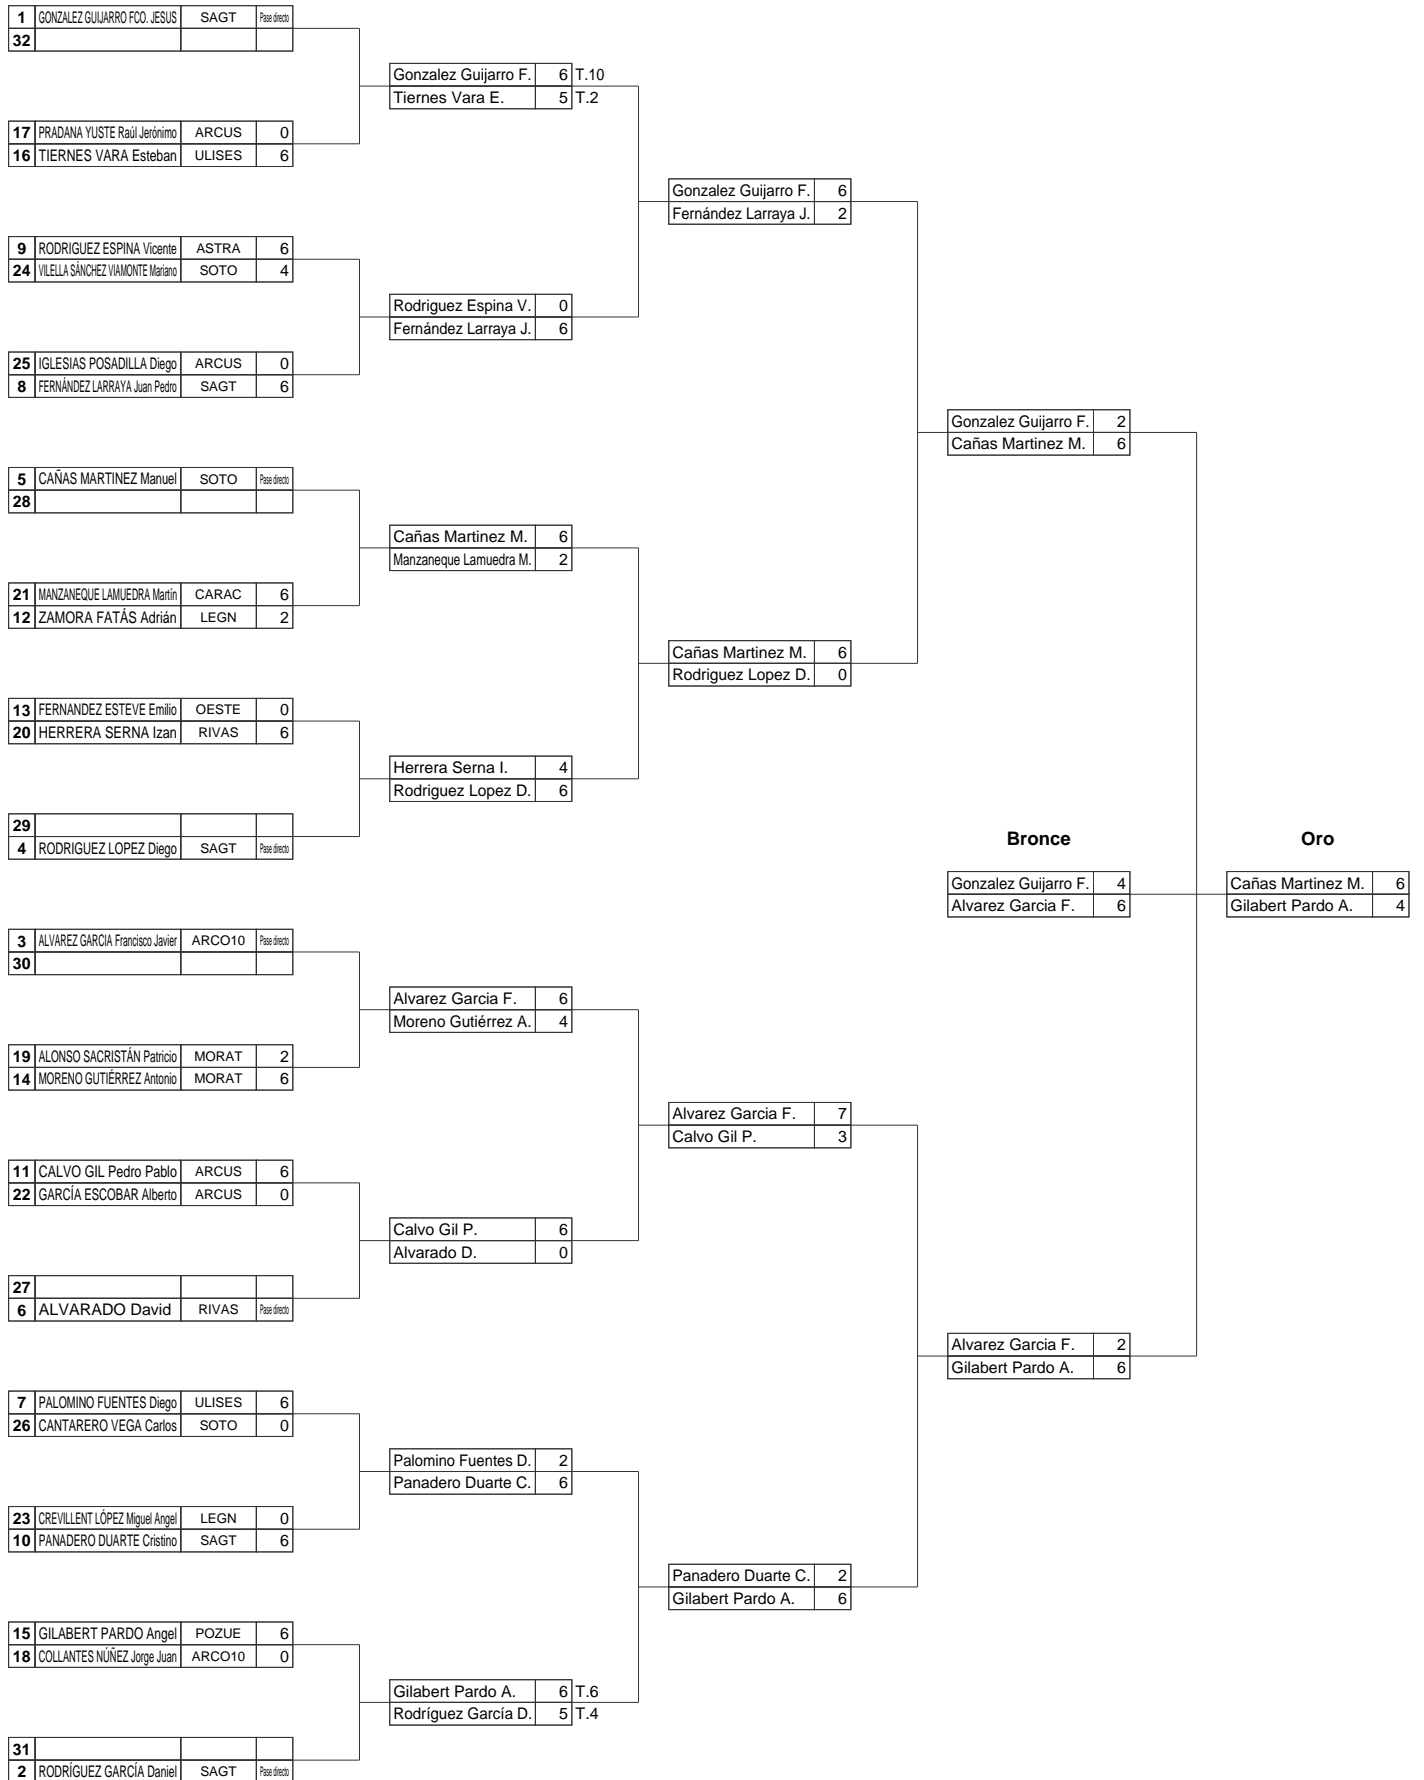 1 GONZALEZ GUIJARRO FCO. JESUS SAGT Pase directo
32
Gonzalez Guijarro F. 6 T.10
Tiernes Vara E. 5 T.2
17 PRADANA YUSTE Raúl Jerónimo ARCUS 0
16 TIERNES VARA Esteban ULISES 6
Gonzalez Guijarro F. 6
Fernández Larraya J. 2
9 RODRIGUEZ ESPINA Vicente ASTRA 6
24 VILELLA SÁNCHEZ VIAMONTE Mariano SOTO 4
Rodriguez Espina V. 0
Fernández Larraya J. 6
25 IGLESIAS POSADILLA Diego ARCUS 0
8 FERNÁNDEZ LARRAYA Juan Pedro SAGT 6
Gonzalez Guijarro F. 2
Cañas Martinez M. 6
5 CAÑAS MARTINEZ Manuel SOTO Pase directo
28
Cañas Martinez M. 6
Manzaneque Lamuedra M. 2
21 MANZANEQUE LAMUEDRA Martín CARAC 6
12 ZAMORA FATÁS Adrián LEGN 2
Cañas Martinez M. 6
Rodriguez Lopez D. 0
13 FERNANDEZ ESTEVE Emilio OESTE 0
20 HERRERA SERNA Izan RIVAS 6
Herrera Serna I. 4
Rodriguez Lopez D. 6
29
4 RODRIGUEZ LOPEZ Diego SAGT Pase directo
Bronce Oro
Gonzalez Guijarro F. 4 Cañas Martinez M. 6
Alvarez Garcia F. 6 Gilabert Pardo A. 4
3 ALVAREZ GARCIA Francisco Javier ARCO10 Pase directo
30
Alvarez Garcia F. 6
Moreno Gutiérrez A. 4
19 ALONSO SACRISTÁN Patricio MORAT 2
14 MORENO GUTIÉRREZ Antonio MORAT 6
Alvarez Garcia F. 7
Calvo Gil P. 3
11 CALVO GIL Pedro Pablo ARCUS 6
22 GARCÍA ESCOBAR Alberto ARCUS 0
Calvo Gil P. 6
Alvarado D. 0
27
6 ALVARADO David RIVAS Pase directo
Alvarez Garcia F. 2
Gilabert Pardo A. 6
7 PALOMINO FUENTES Diego ULISES 6
26 CANTARERO VEGA Carlos SOTO 0
Palomino Fuentes D. 2
Panadero Duarte C. 6
23 CREVILLENT LÓPEZ Miguel Angel LEGN 0
10 PANADERO DUARTE Cristino SAGT 6
Panadero Duarte C. 2
Gilabert Pardo A. 6
15 GILABERT PARDO Angel POZUE 6
18 COLLANTES NÚÑEZ Jorge Juan ARCO10 0
Gilabert Pardo A. 6 T.6
Rodríguez García D. 5 T.4
31
2 RODRÍGUEZ GARCÍA Daniel SAGT Pase directo